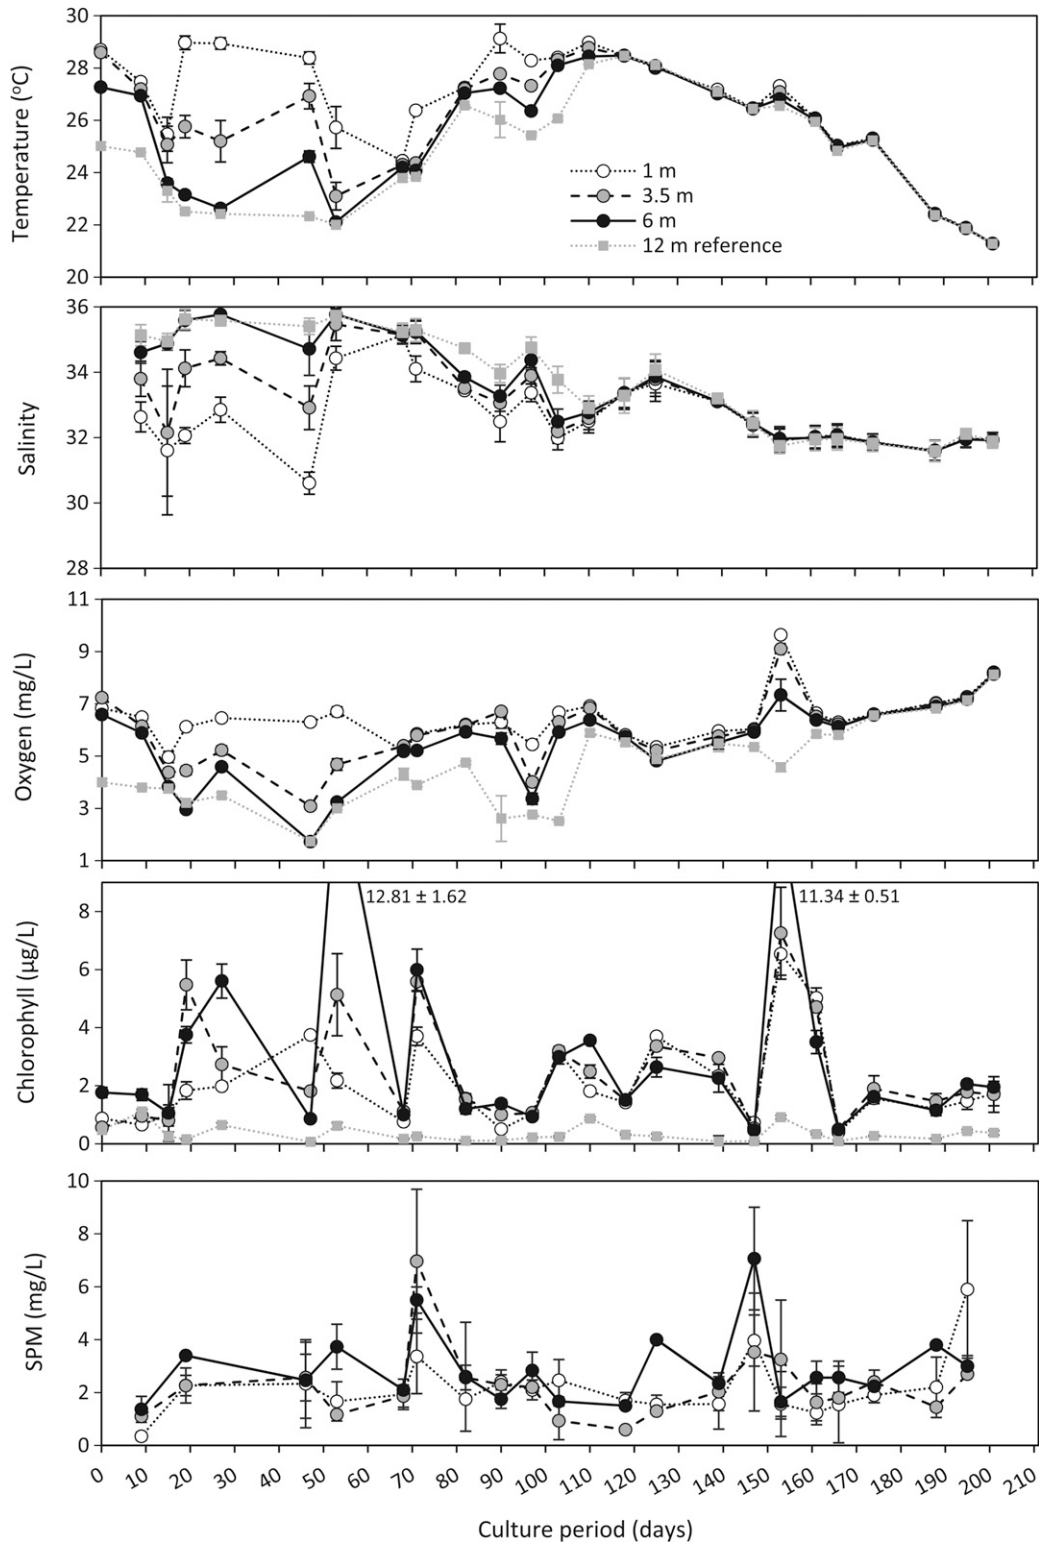 30
28
26
24
22
20
Temperature (°C)
1 m
3.5 m
6 m
12 m reference
36
34
32
30
28
Salinity
11
9
7
5
3
1
Oxygen (mg/L)
12.81 ± 1.62
11.34 ± 0.51
8
6
4
2
0
Chlorophyll (µg/L)
10
8
6
4
2
0
SPM (mg/L)
0 10 20 30 40 50 60 70 80 90 100 110 120 130 140 150 160 170 180 190 200 210
Culture period (days)